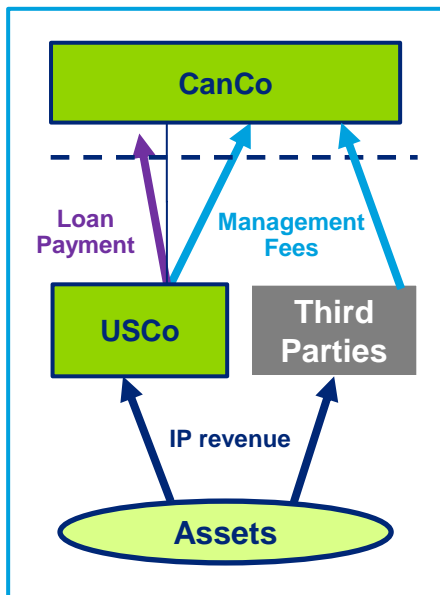 CanCo
Loan
Payment
Management
Fees
USCo
Third
Parties
IP revenue
Assets